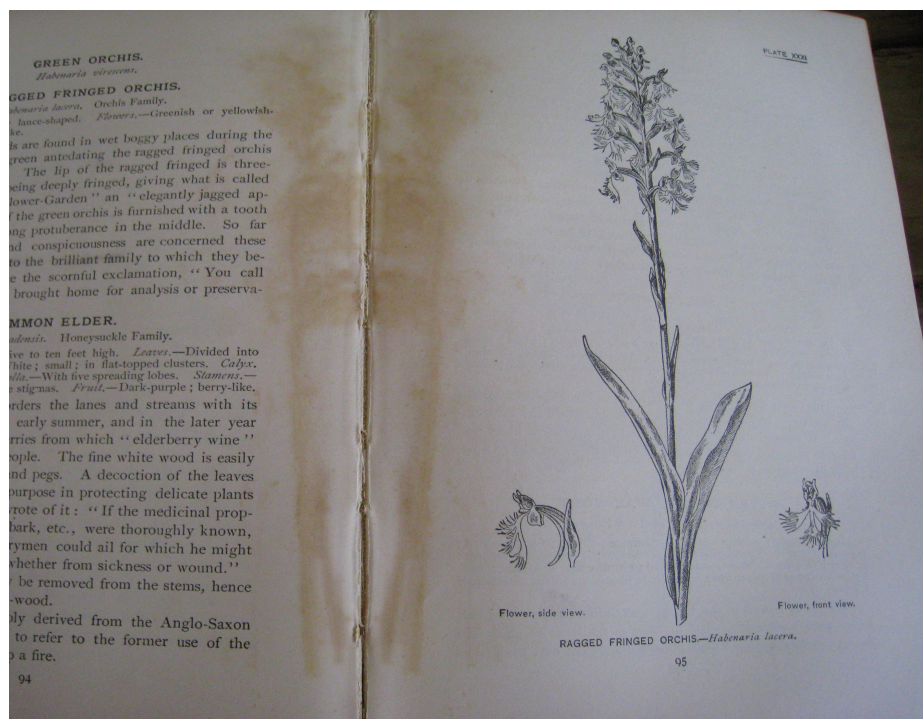 GREEN ORCHIS.
Habenaria virescens.
GGED FRINGED ORCHIS.
lacera. Orchis Family.
lance-shaped. Flowers.—Greenish or yellowish-
ke.
ls are found in wet boggy places during the
green antedating the ragged fringed orchis
The lip of the ragged fringed is three-
being deeply fringed, giving what is called
lower-Garden" an "elegantly jagged ap-
f the green orchis is furnished with a tooth
ong protuberance in the middle. So far
nd conspicuousness are concerned these
to the brilliant family to which they be-
e the scornful exclamation, "You call
brought home for analysis or preserva-
MMON ELDER.
adensis. Honeysuckle Family.
ive to ten feet high. Leaves.—Divided into
hite; small; in flat-topped clusters. Calyx.
olla.—With five spreading lobes. Stamens.—
e stigmas. Fruit.—Dark-purple; berry-like.
orders the lanes and streams with its
early summer, and in the later year
rries from which "elderberry wine"
eople. The fine white wood is easily
nd pegs. A decoction of the leaves
purpose in protecting delicate plants
rote of it: "If the medicinal prop-
bark, etc., were thoroughly known,
rymen could ail for which he might
whether from sickness or wound."
be removed from the stems, hence
-wood.
ly derived from the Anglo-Saxon
to refer to the former use of the
o a fire.
94
PLATE XXII
Flower, side view.
Flower, front view.
RAGGED FRINGED ORCHIS.—Habenaria lacera.
95